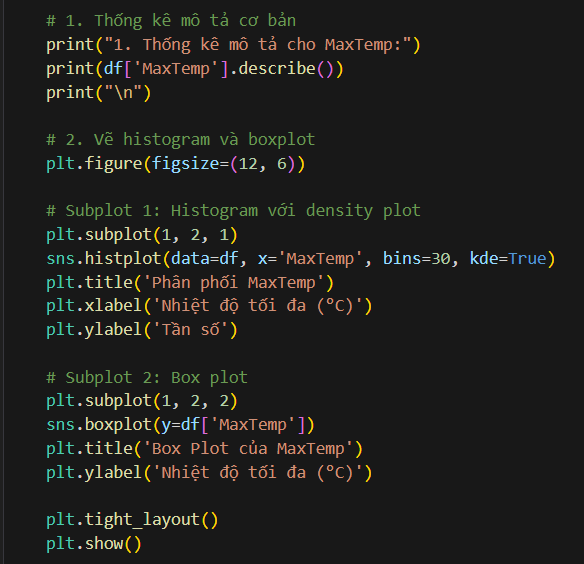 # 1. Thống kê mô tả cơ bản
print("1. Thống kê mô tả cho MaxTemp:")
print(df['MaxTemp'].describe())
print("\n")
# 2. Vẽ histogram và boxplot
plt.figure(figsize=(12, 6))
# Subplot 1: Histogram với density plot
plt.subplot(1, 2, 1)
sns.histplot(data=df, x='MaxTemp', bins=30, kde=True)
plt.title('Phân phối MaxTemp')
plt.xlabel('Nhiệt độ tối đa (°C)')
plt.ylabel('Tần số')
# Subplot 2: Box plot
plt.subplot(1, 2, 2)
sns.boxplot(y=df['MaxTemp'])
plt.title('Box Plot của MaxTemp')
plt.ylabel('Nhiệt độ tối đa (°C)')
plt.tight_layout()
plt.show()